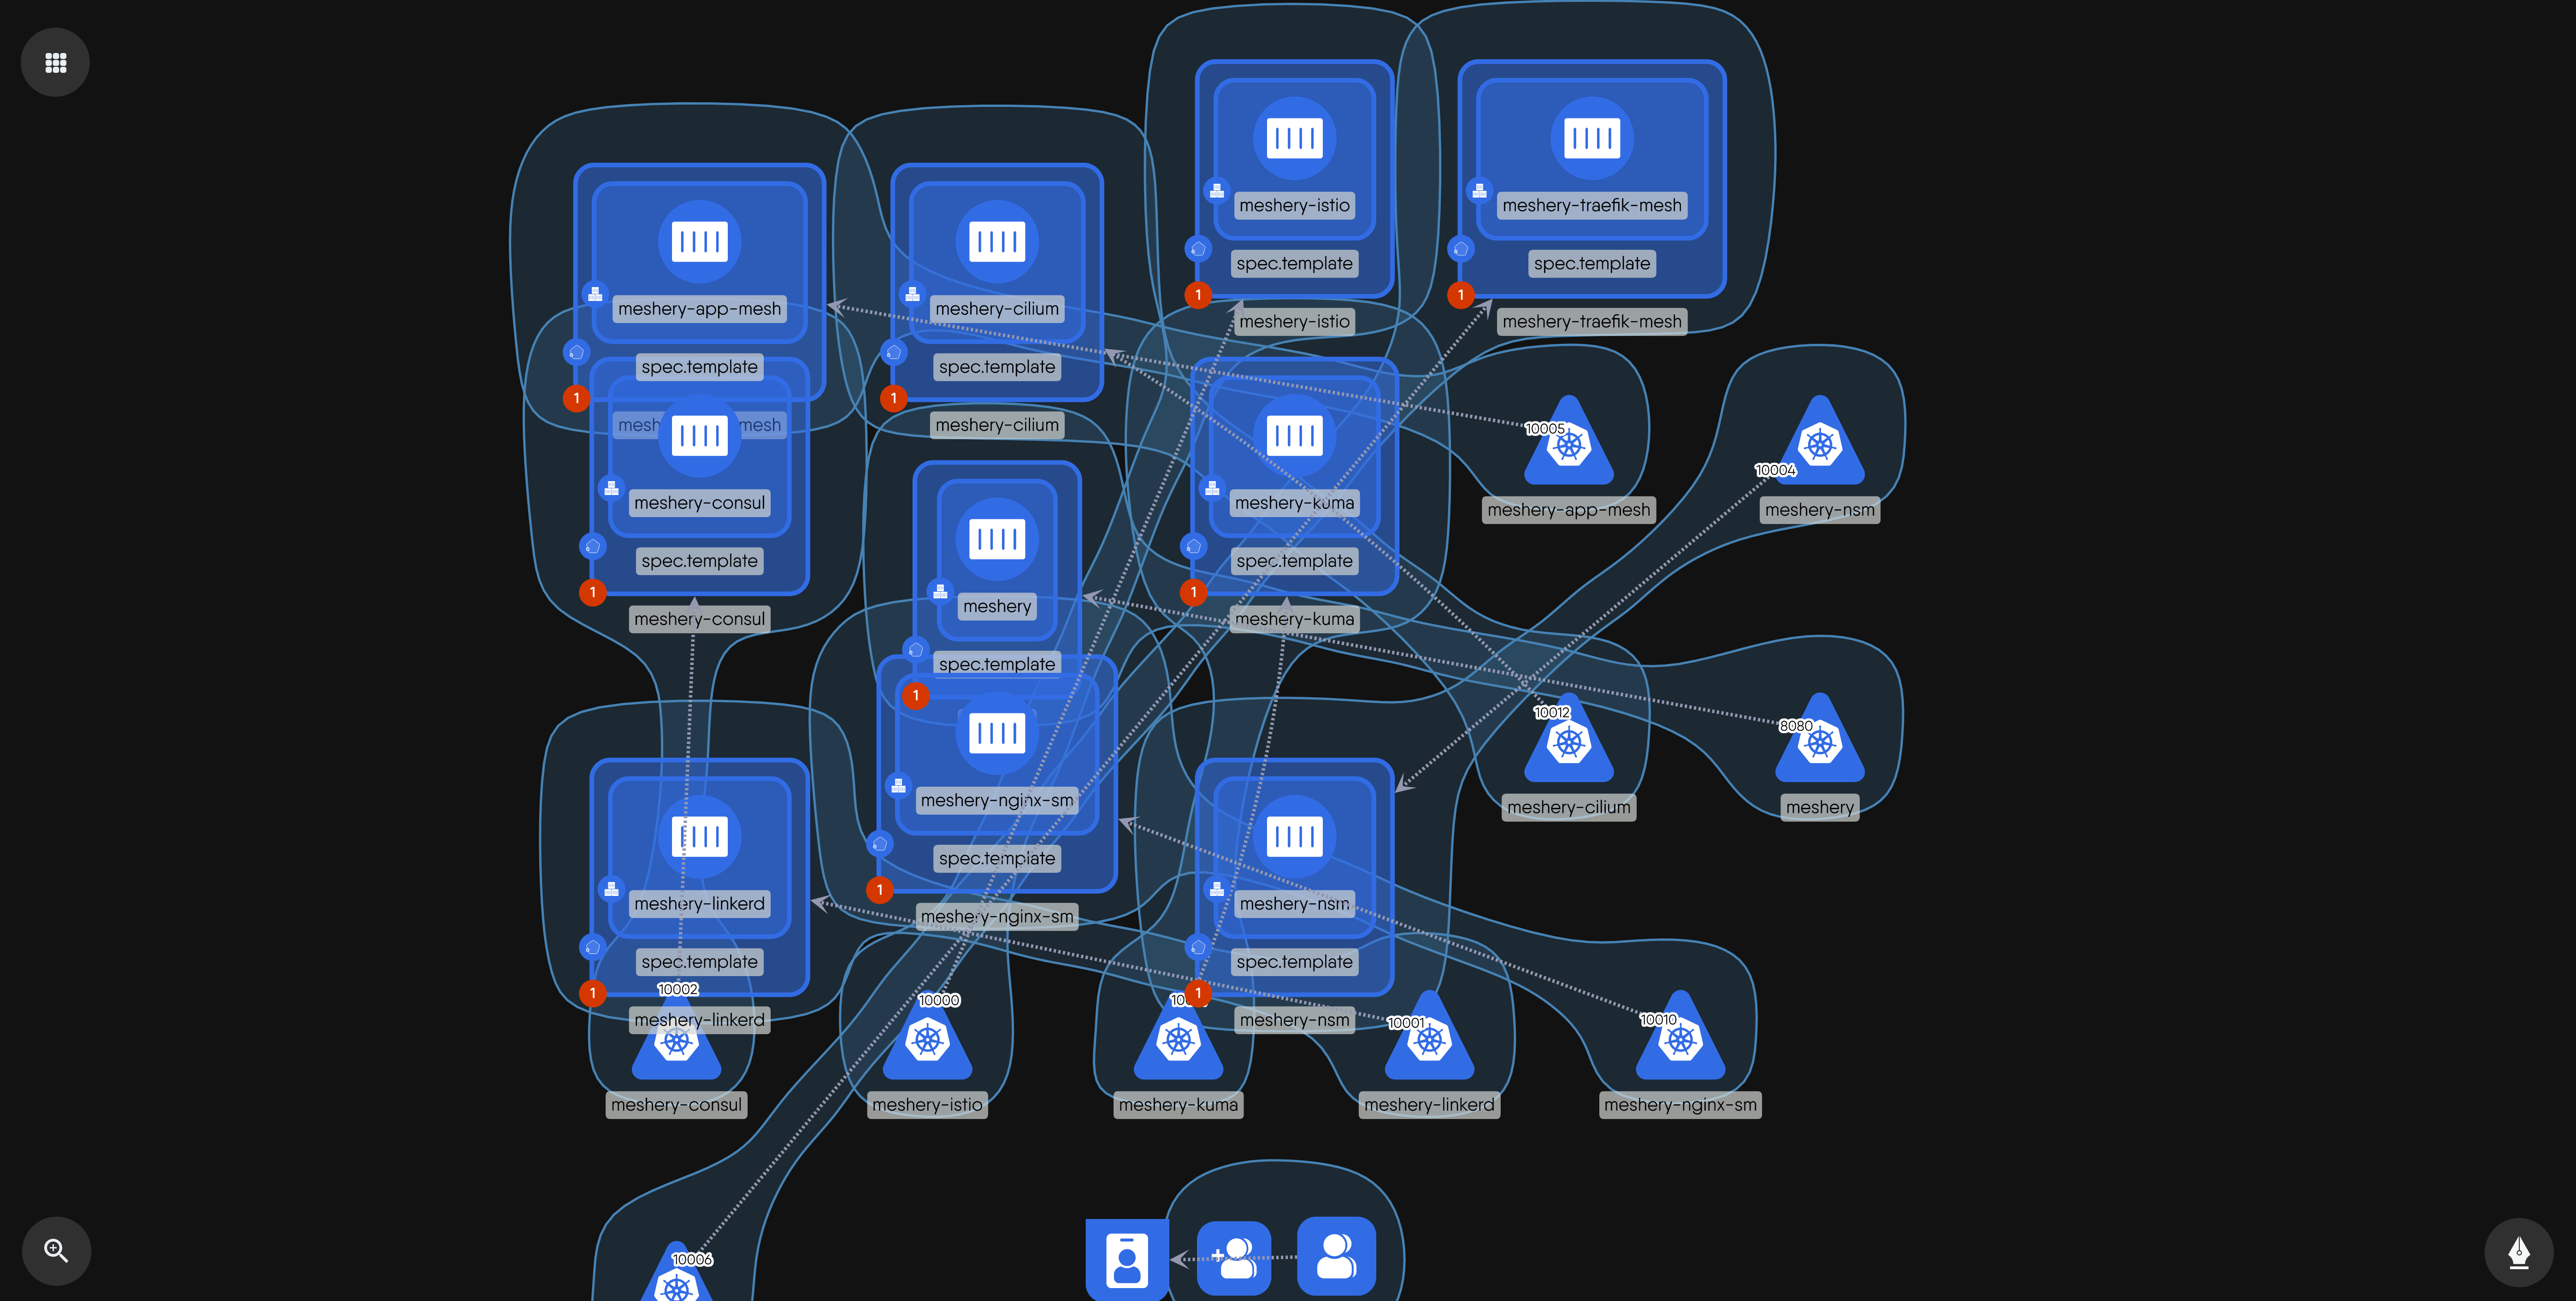 meshery-istio
spec.template
1
meshery-istio
meshery-traefik-mesh
spec.template
1
meshery-traefik-mesh
meshery-app-mesh
spec.template
1
meshery-cilium
spec.template
1
meshery-cilium
meshery-consul
spec.template
1
meshery-consul
meshery-kuma
spec.template
1
meshery-kuma
10005
meshery-app-mesh
10004
meshery-nsm
meshery
spec.template
1
meshery-nginx-sm
spec.template
1
meshery-nginx-sm
10012
meshery-cilium
8080
meshery
meshery-linkerd
spec.template
1
meshery-linkerd
meshery-nsm
spec.template
1
meshery-nsm
10002
meshery-consul
10000
meshery-istio
meshery-kuma
10001
meshery-linkerd
10010
meshery-nginx-sm
10006